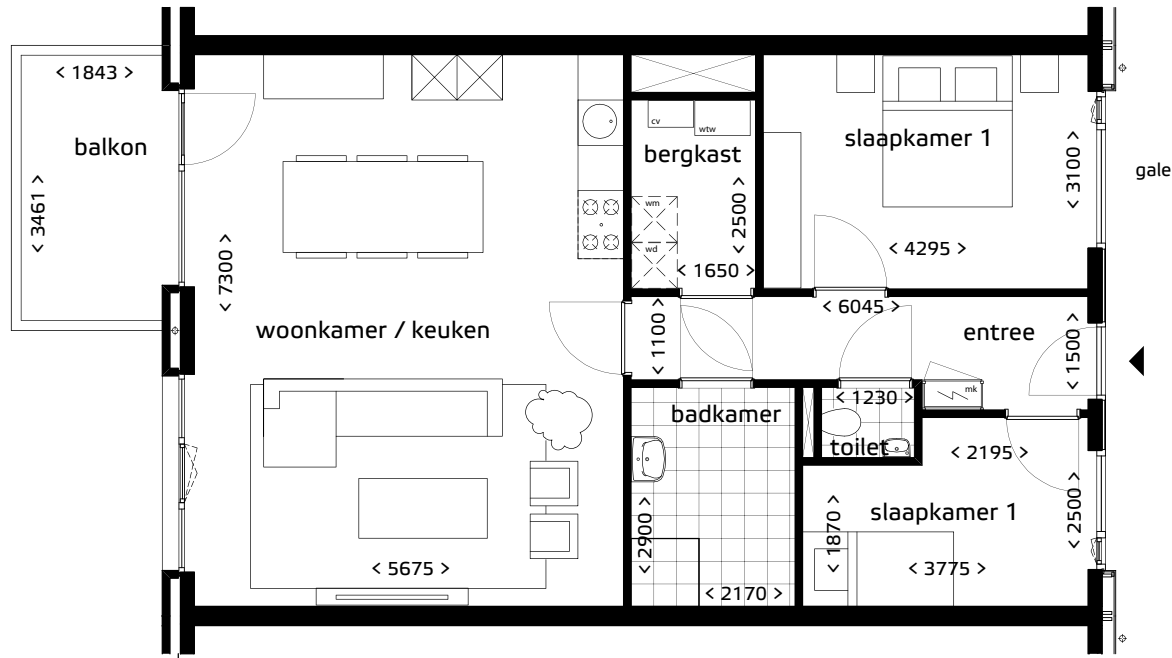 < 1843 >
balkon
< 3461 >
< 7300 >
woonkamer / keuken
< 5675 >
cv
wtw
bergkast
wm
wd
< 2500 >
< 1650 >
slaapkamer 1
< 3100 >
< 4295 >
gale
< 1100 >
< 6045 >
entree
< 1500 >
mk
badkamer
< 2900 >
< 2170 >
< 1230 >
toilet
< 2195 >
slaapkamer 1
< 1870 >
< 3775 >
< 2500 >